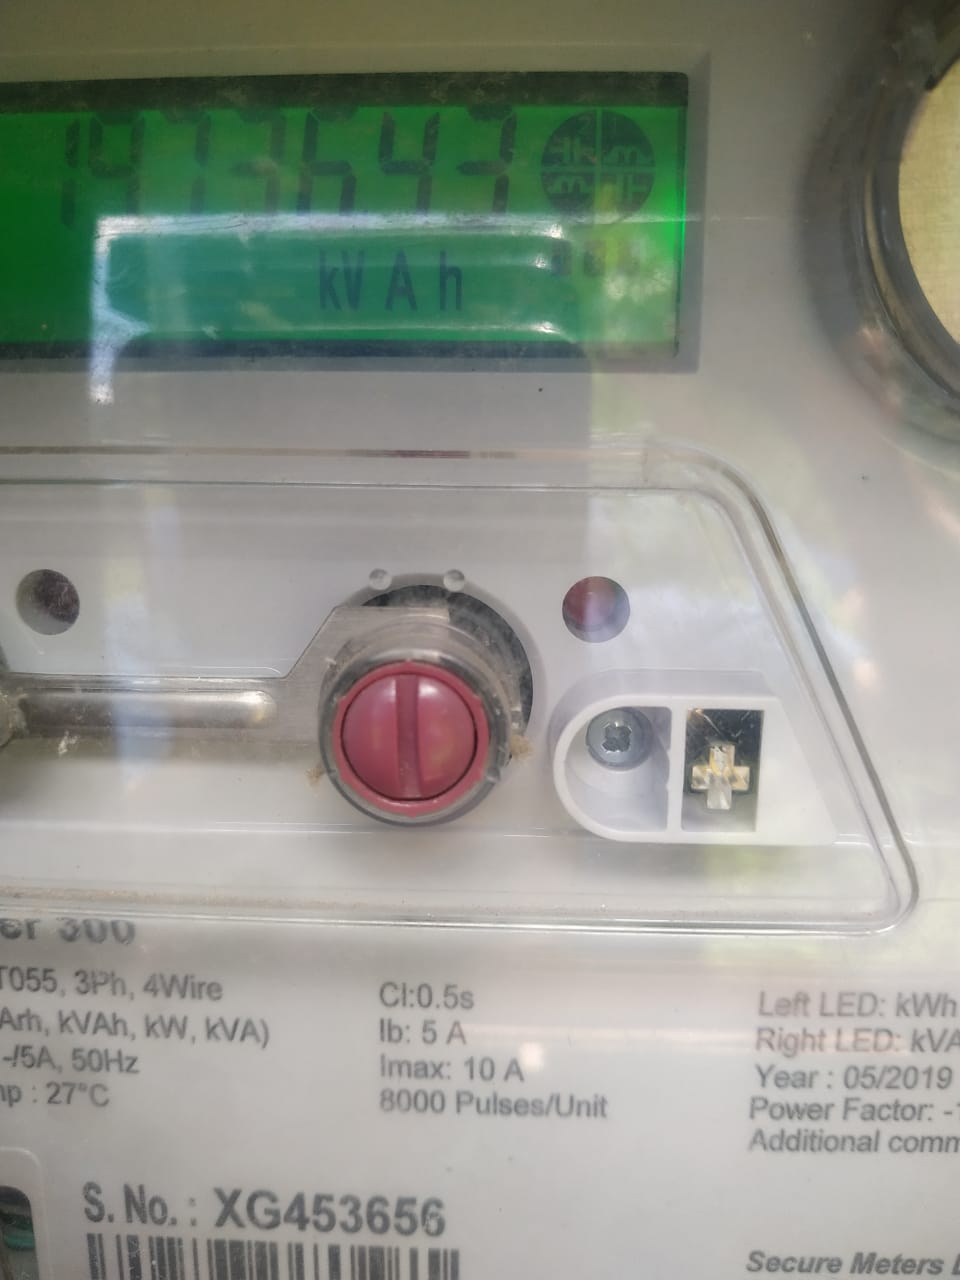 1973643
kVAh
er 300
T055, 3Ph, 4Wire
Arh, kVAh, kW, kVA)
-/5A, 50Hz
np : 27°C
Cl:0.5s
Ib: 5 A
Imax: 10 A
8000 Pulses/Unit
Left LED: kWh
Right LED: kVA
Year : 05/2019
Power Factor: -1
Additional comm
S. No. : XG453656
Secure Meters L